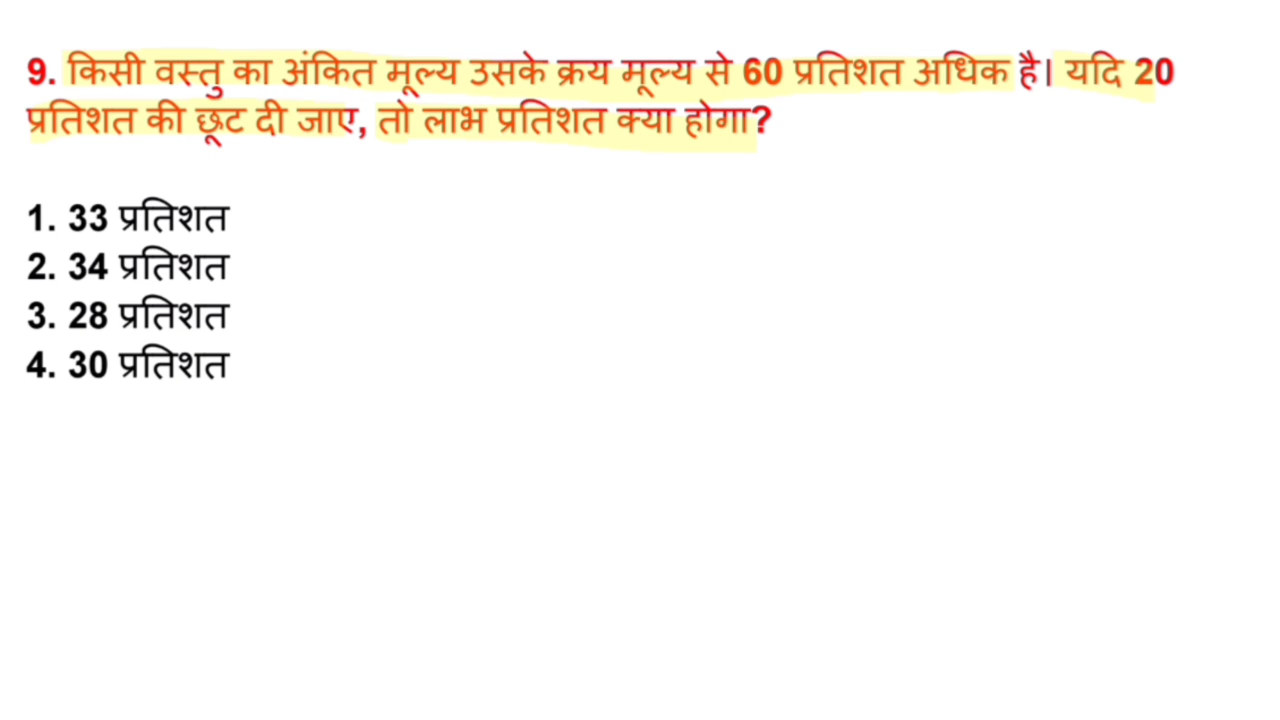 9. किसी वस्तु का अंकित मूल्य उसके क्रय मूल्य से 60 प्रतिशत अधिक है। यदि 20
प्रतिशत की छूट दी जाए, तो लाभ प्रतिशत क्या होगा?
1. 33 प्रतिशत
2. 34 प्रतिशत
3. 28 प्रतिशत
4. 30 प्रतिशत